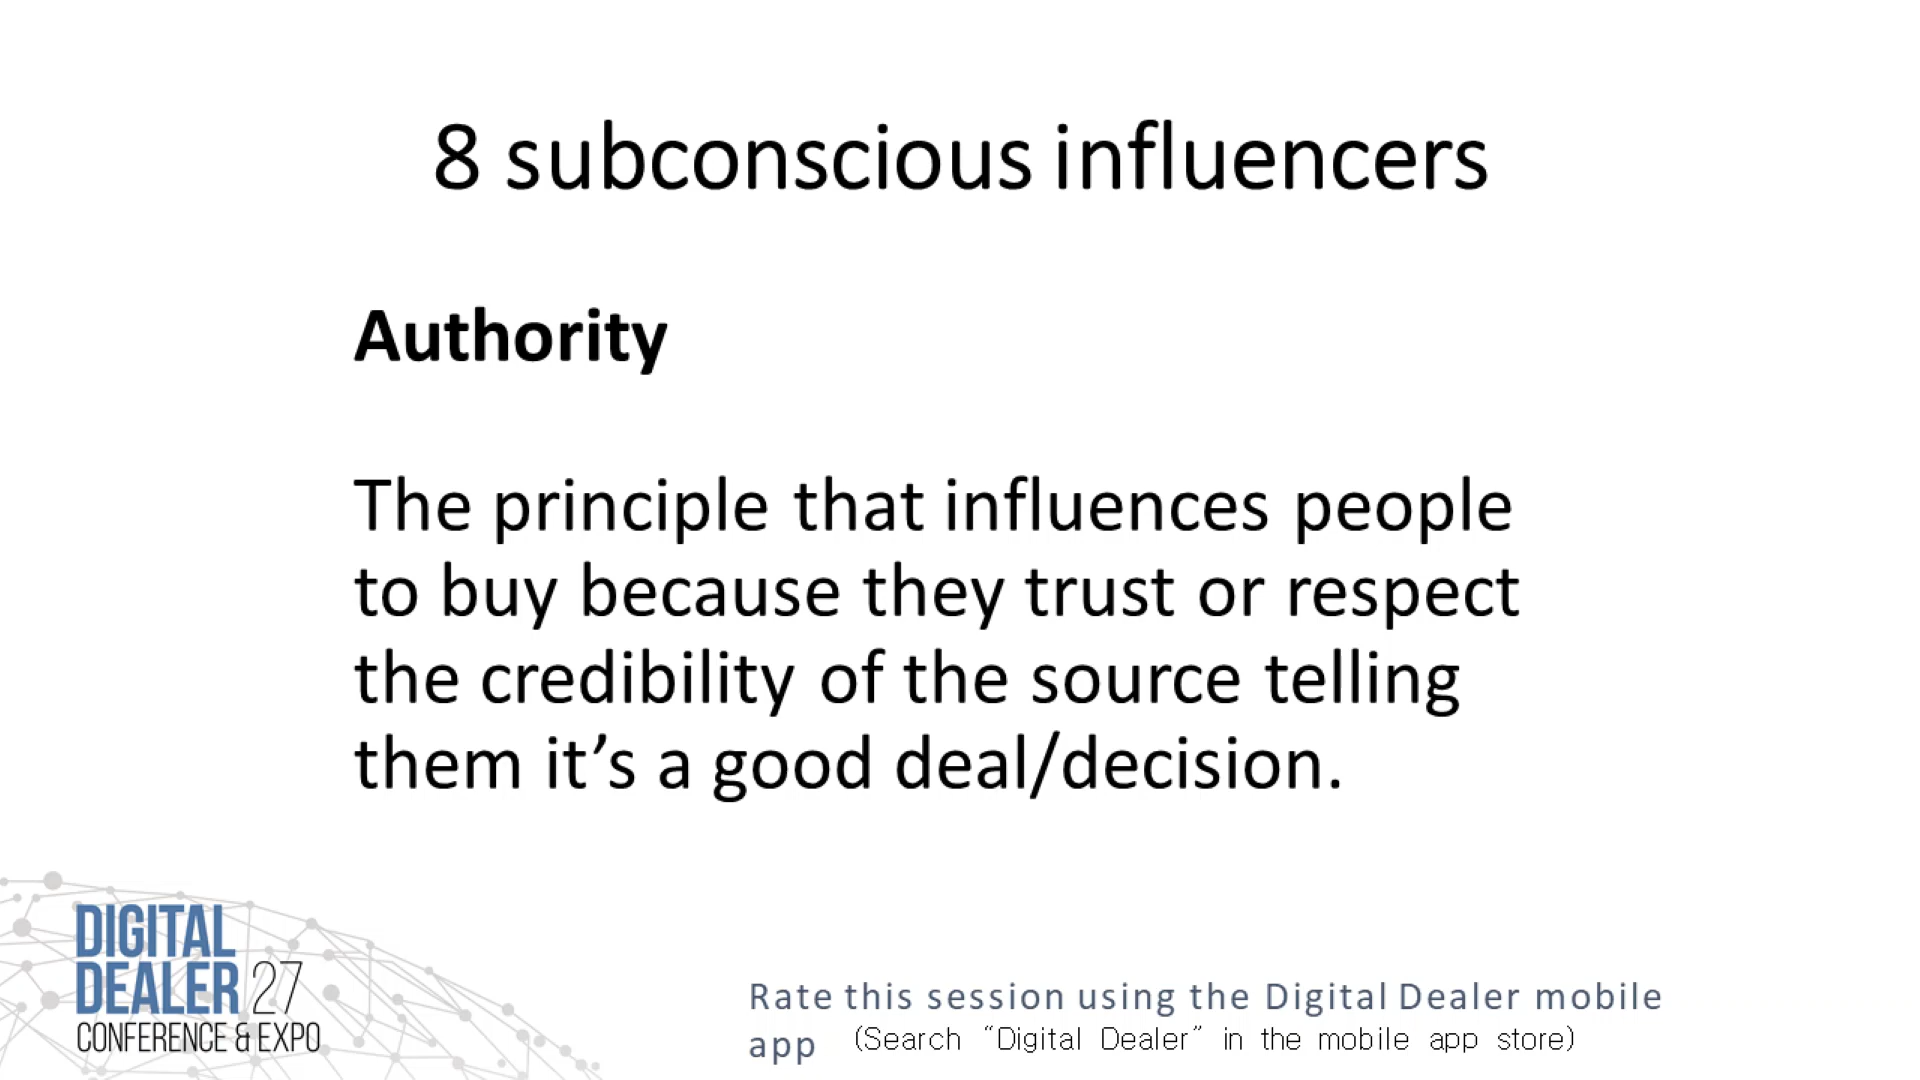 8 subconscious influencers
Authority
The principle that influences people
to buy because they trust or respect
the credibility of the source telling
them it’s a good deal/decision.
DIGITAL
DEALER 27
CONFERENCE & EXPO
Rate this session using the Digital Dealer mobile
app (Search “Digital Dealer” in the mobile app store)